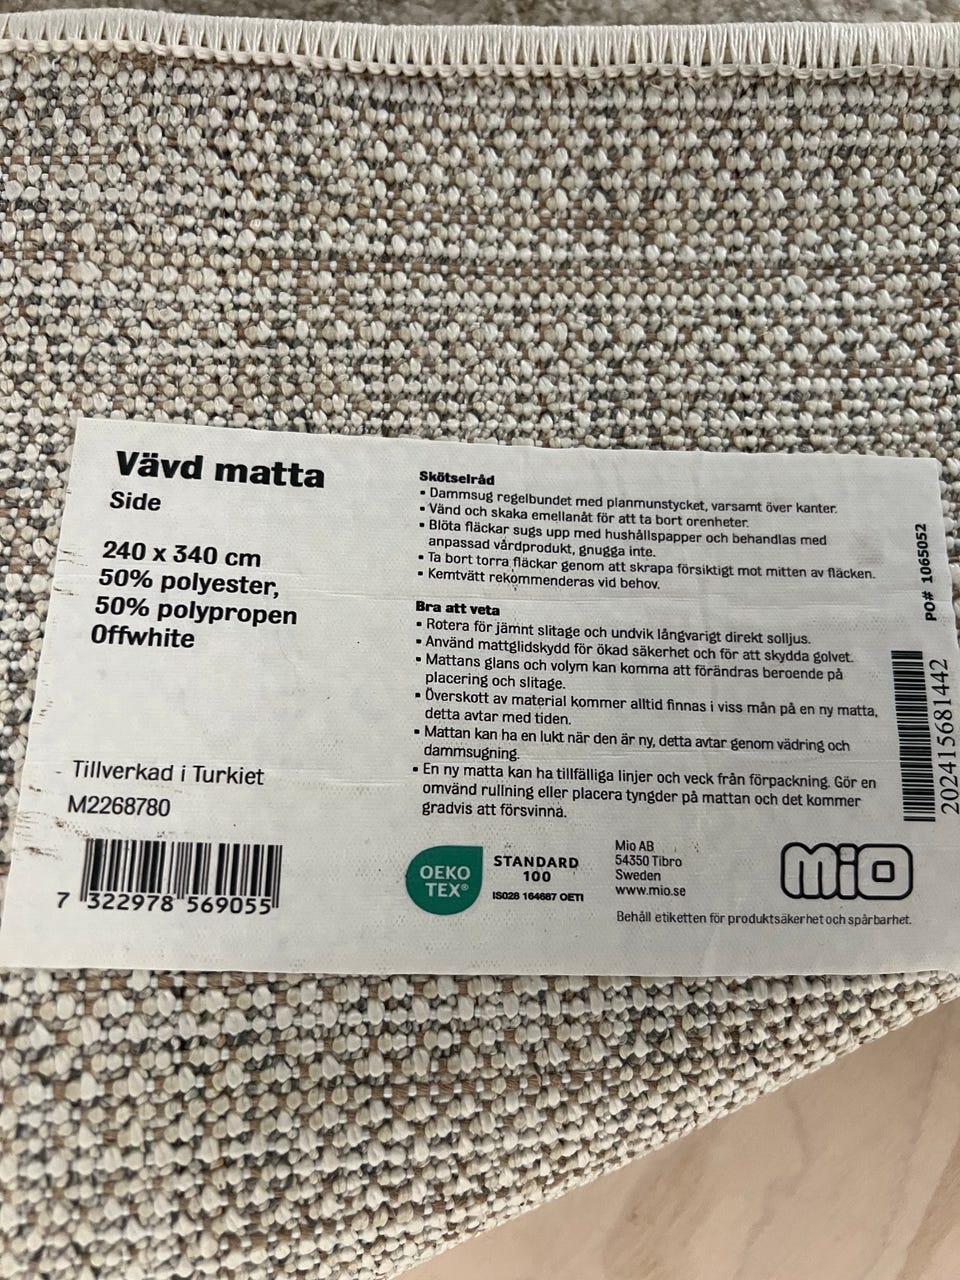 Vävd matta
Side
240 x 340 cm
50% polyester,
50% polypropen
Offwhite
Tillverkad i Turkiet
M2268780
7 322978 569055
Skötselråd
• Dammsug regelbundet med planmunstycket, varsamt över kanter.
• Vänd och skaka emellanåt för att ta bort orenheter.
• Blöta fläckar sugs upp med hushållspapper och behandlas med
anpassad vårdprodukt, gnugga inte.
• Ta bort torra fläckar genom att skrapa försiktigt mot mitten av fläcken.
• Kemtvätt rekommenderas vid behov.
Bra att veta
• Rotera för jämnt slitage och undvik långvarigt direkt solljus.
• Använd mattglidskydd för ökad säkerhet och för att skydda golvet.
• Mattans glans och volym kan komma att förändras beroende på
placering och slitage.
• Överskott av material kommer alltid finnas i viss mån på en ny matta,
detta avtar med tiden.
• Mattan kan ha en lukt när den är ny, detta avtar genom vädring och
dammsugning.
• En ny matta kan ha tillfälliga linjer och veck från förpackning. Gör en
omvänd rullning eller placera tyngder på mattan och det kommer
gradvis att försvinna.
OEKO
TEX®
STANDARD
100
IS028 164687 OETI
Mio AB
54350 Tibro
Sweden
www.mio.se
mio
Behåll etiketten för produktsäkerhet och spårbarhet.
PO# 1065052
202415681442